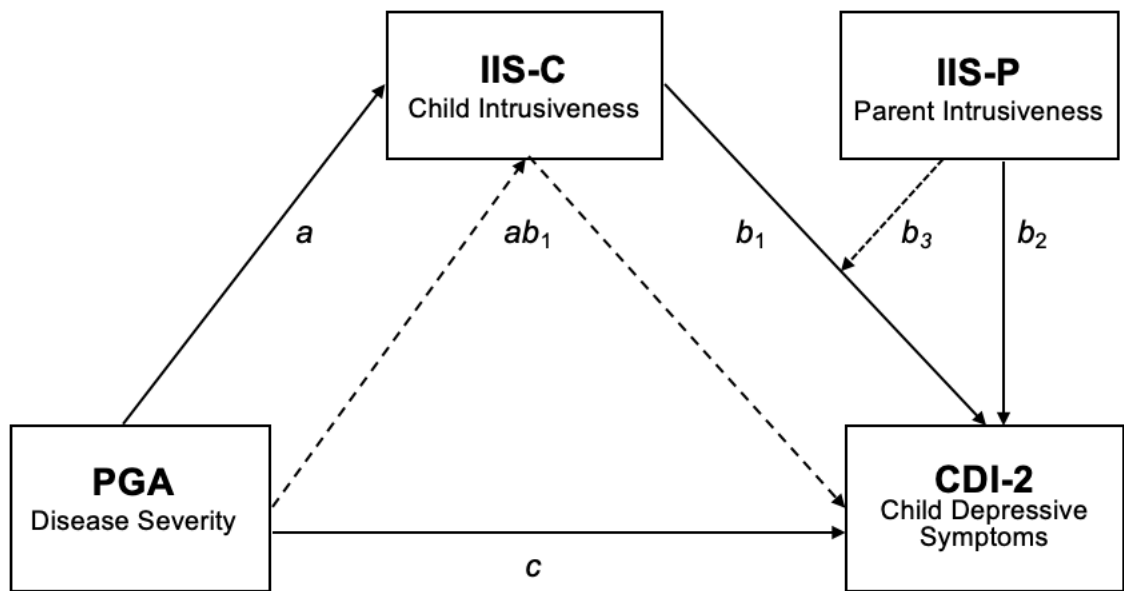 IIS-C
Child Intrusiveness
IIS-P
Parent Intrusiveness
a
ab₁
b₁
b₃
b₂
PGA
Disease Severity
CDI-2
Child Depressive
Symptoms
c